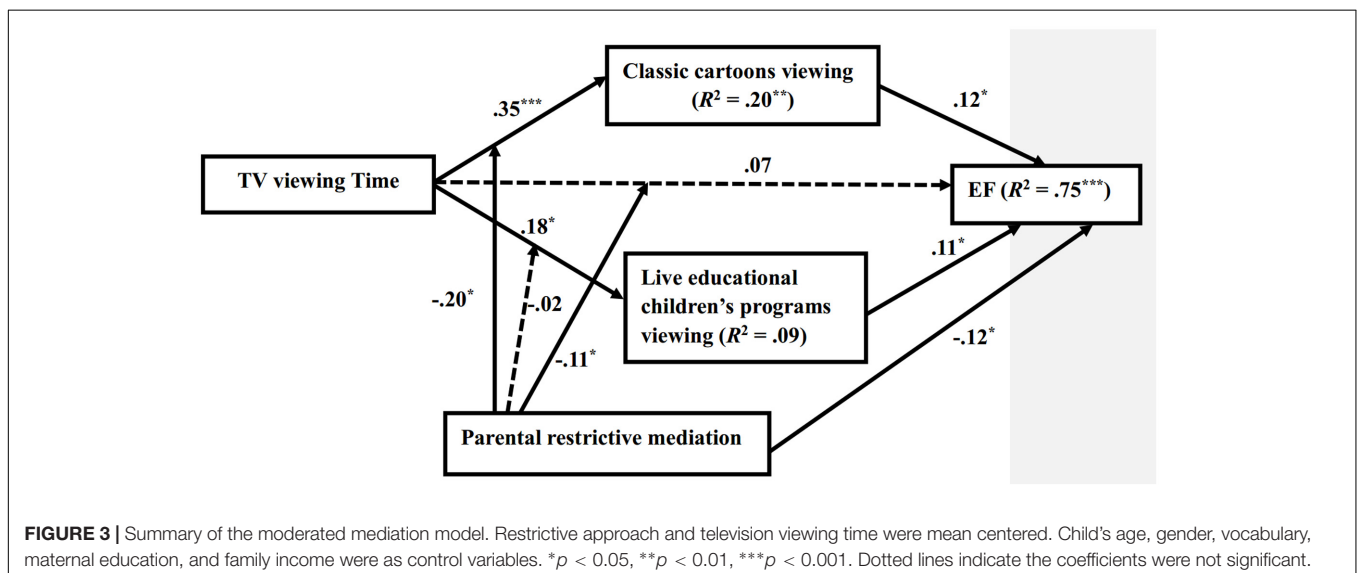 Classic cartoons viewing
(R² = .20**)
.35***
.12*
TV viewing Time
.07
EF (R² = .75***)
.18*
.11*
Live educational
children's programs
viewing (R² = .09)
-.20*
-.02
-.11*
-.12*
Parental restrictive mediation
FIGURE 3 | Summary of the moderated mediation model. Restrictive approach and television viewing time were mean centered. Child's age, gender, vocabulary,
maternal education, and family income were as control variables. *p < 0.05, **p < 0.01, ***p < 0.001. Dotted lines indicate the coefficients were not significant.